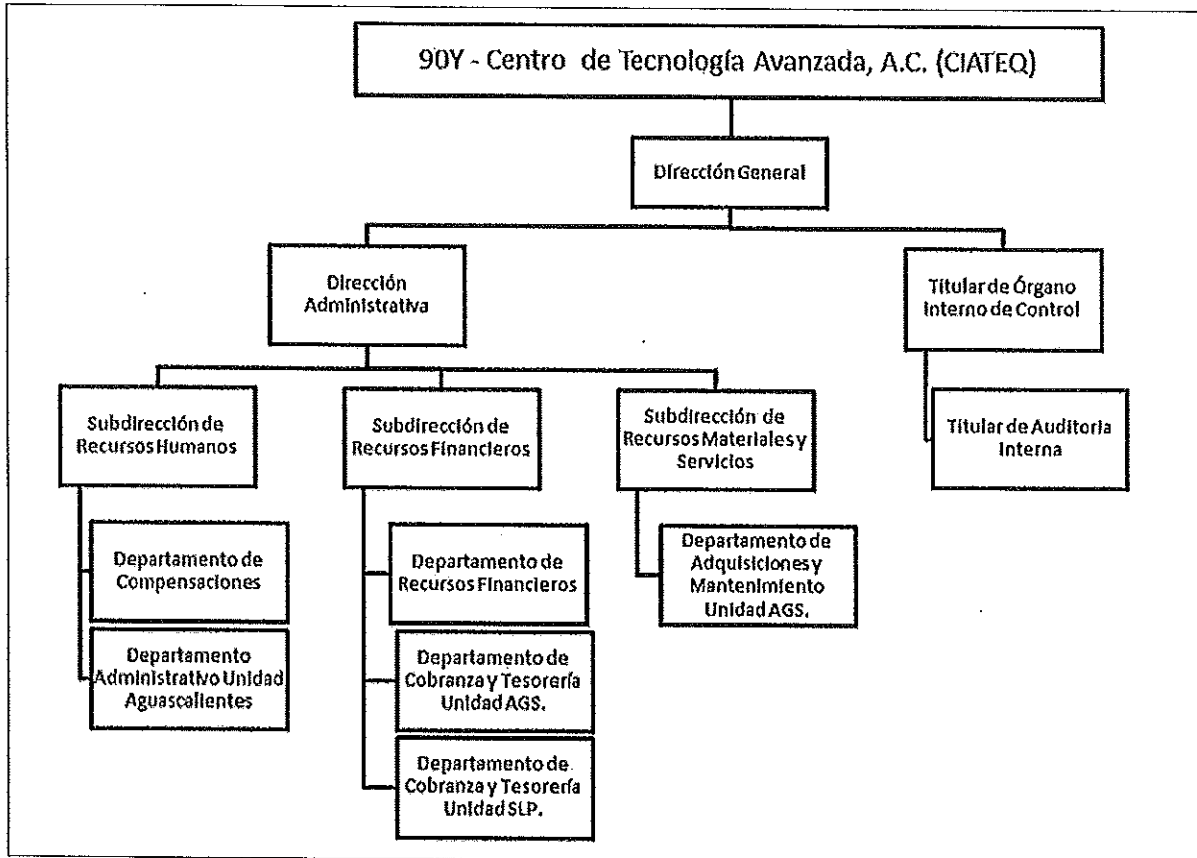 90Y - Centro de Tecnología Avanzada, A.C. (CIATEQ)
Dirección General
Dirección
Administrativa
Titular de Órgano
Interno de Control
Subdirección de
Recursos Humanos
Subdirección de
Recursos Financieros
Subdirección de
Recursos Materiales y
Servicios
Titular de Auditoria
Interna
Departamento de
Compensaciones
Departamento
Administrativo Unidad
Aguascalientes
Departamento de
Recursos Financieros
Departamento de
Cobranza y Tesorería
Unidad AGS.
Departamento de
Cobranza y Tesorería
Unidad SLP.
Departamento de
Adquisiciones y
Mantenimiento
Unidad AGS.